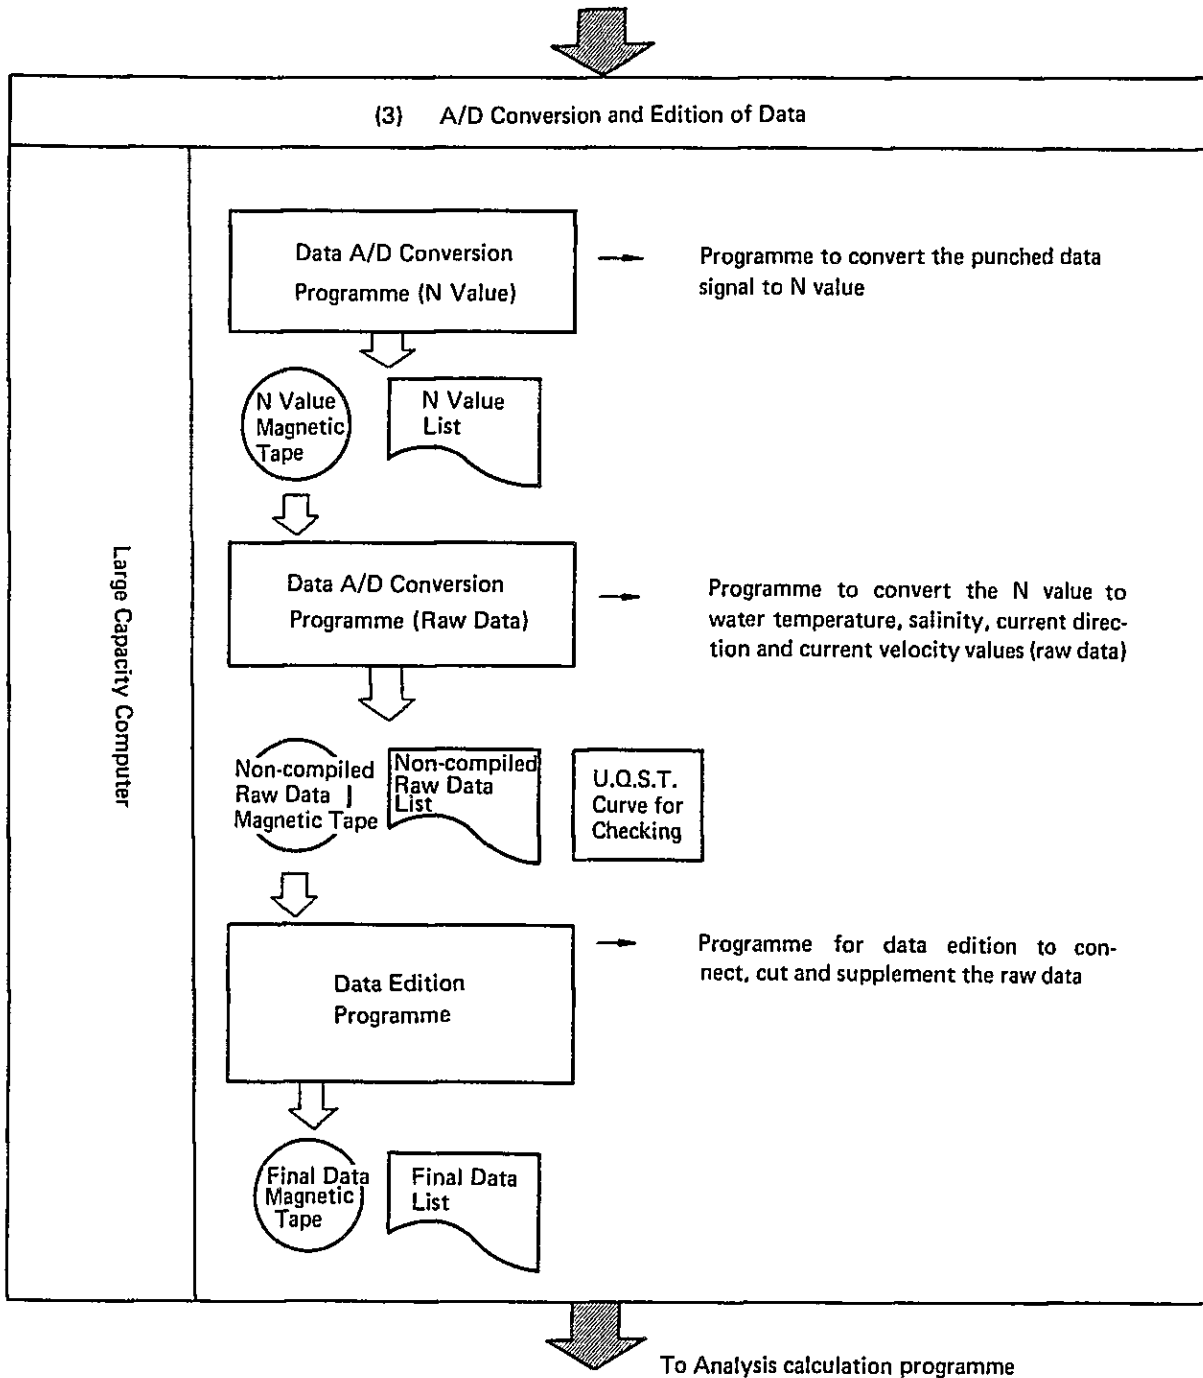 (3) A/D Conversion and Edition of Data
Large Capacity Computer
Data A/D Conversion
Programme (N Value)
Programme to convert the punched data
signal to N value
N Value
Magnetic
Tape
N Value
List
Data A/D Conversion
Programme (Raw Data)
Programme to convert the N value to
water temperature, salinity, current direc-
tion and current velocity values (raw data)
Non-compiled
Raw Data
Magnetic Tape
Non-compiled
Raw Data
List
U.Q.S.T.
Curve for
Checking
Data Edition
Programme
Programme for data edition to con-
nect, cut and supplement the raw data
Final Data
Magnetic
Tape
Final Data
List
To Analysis calculation programme